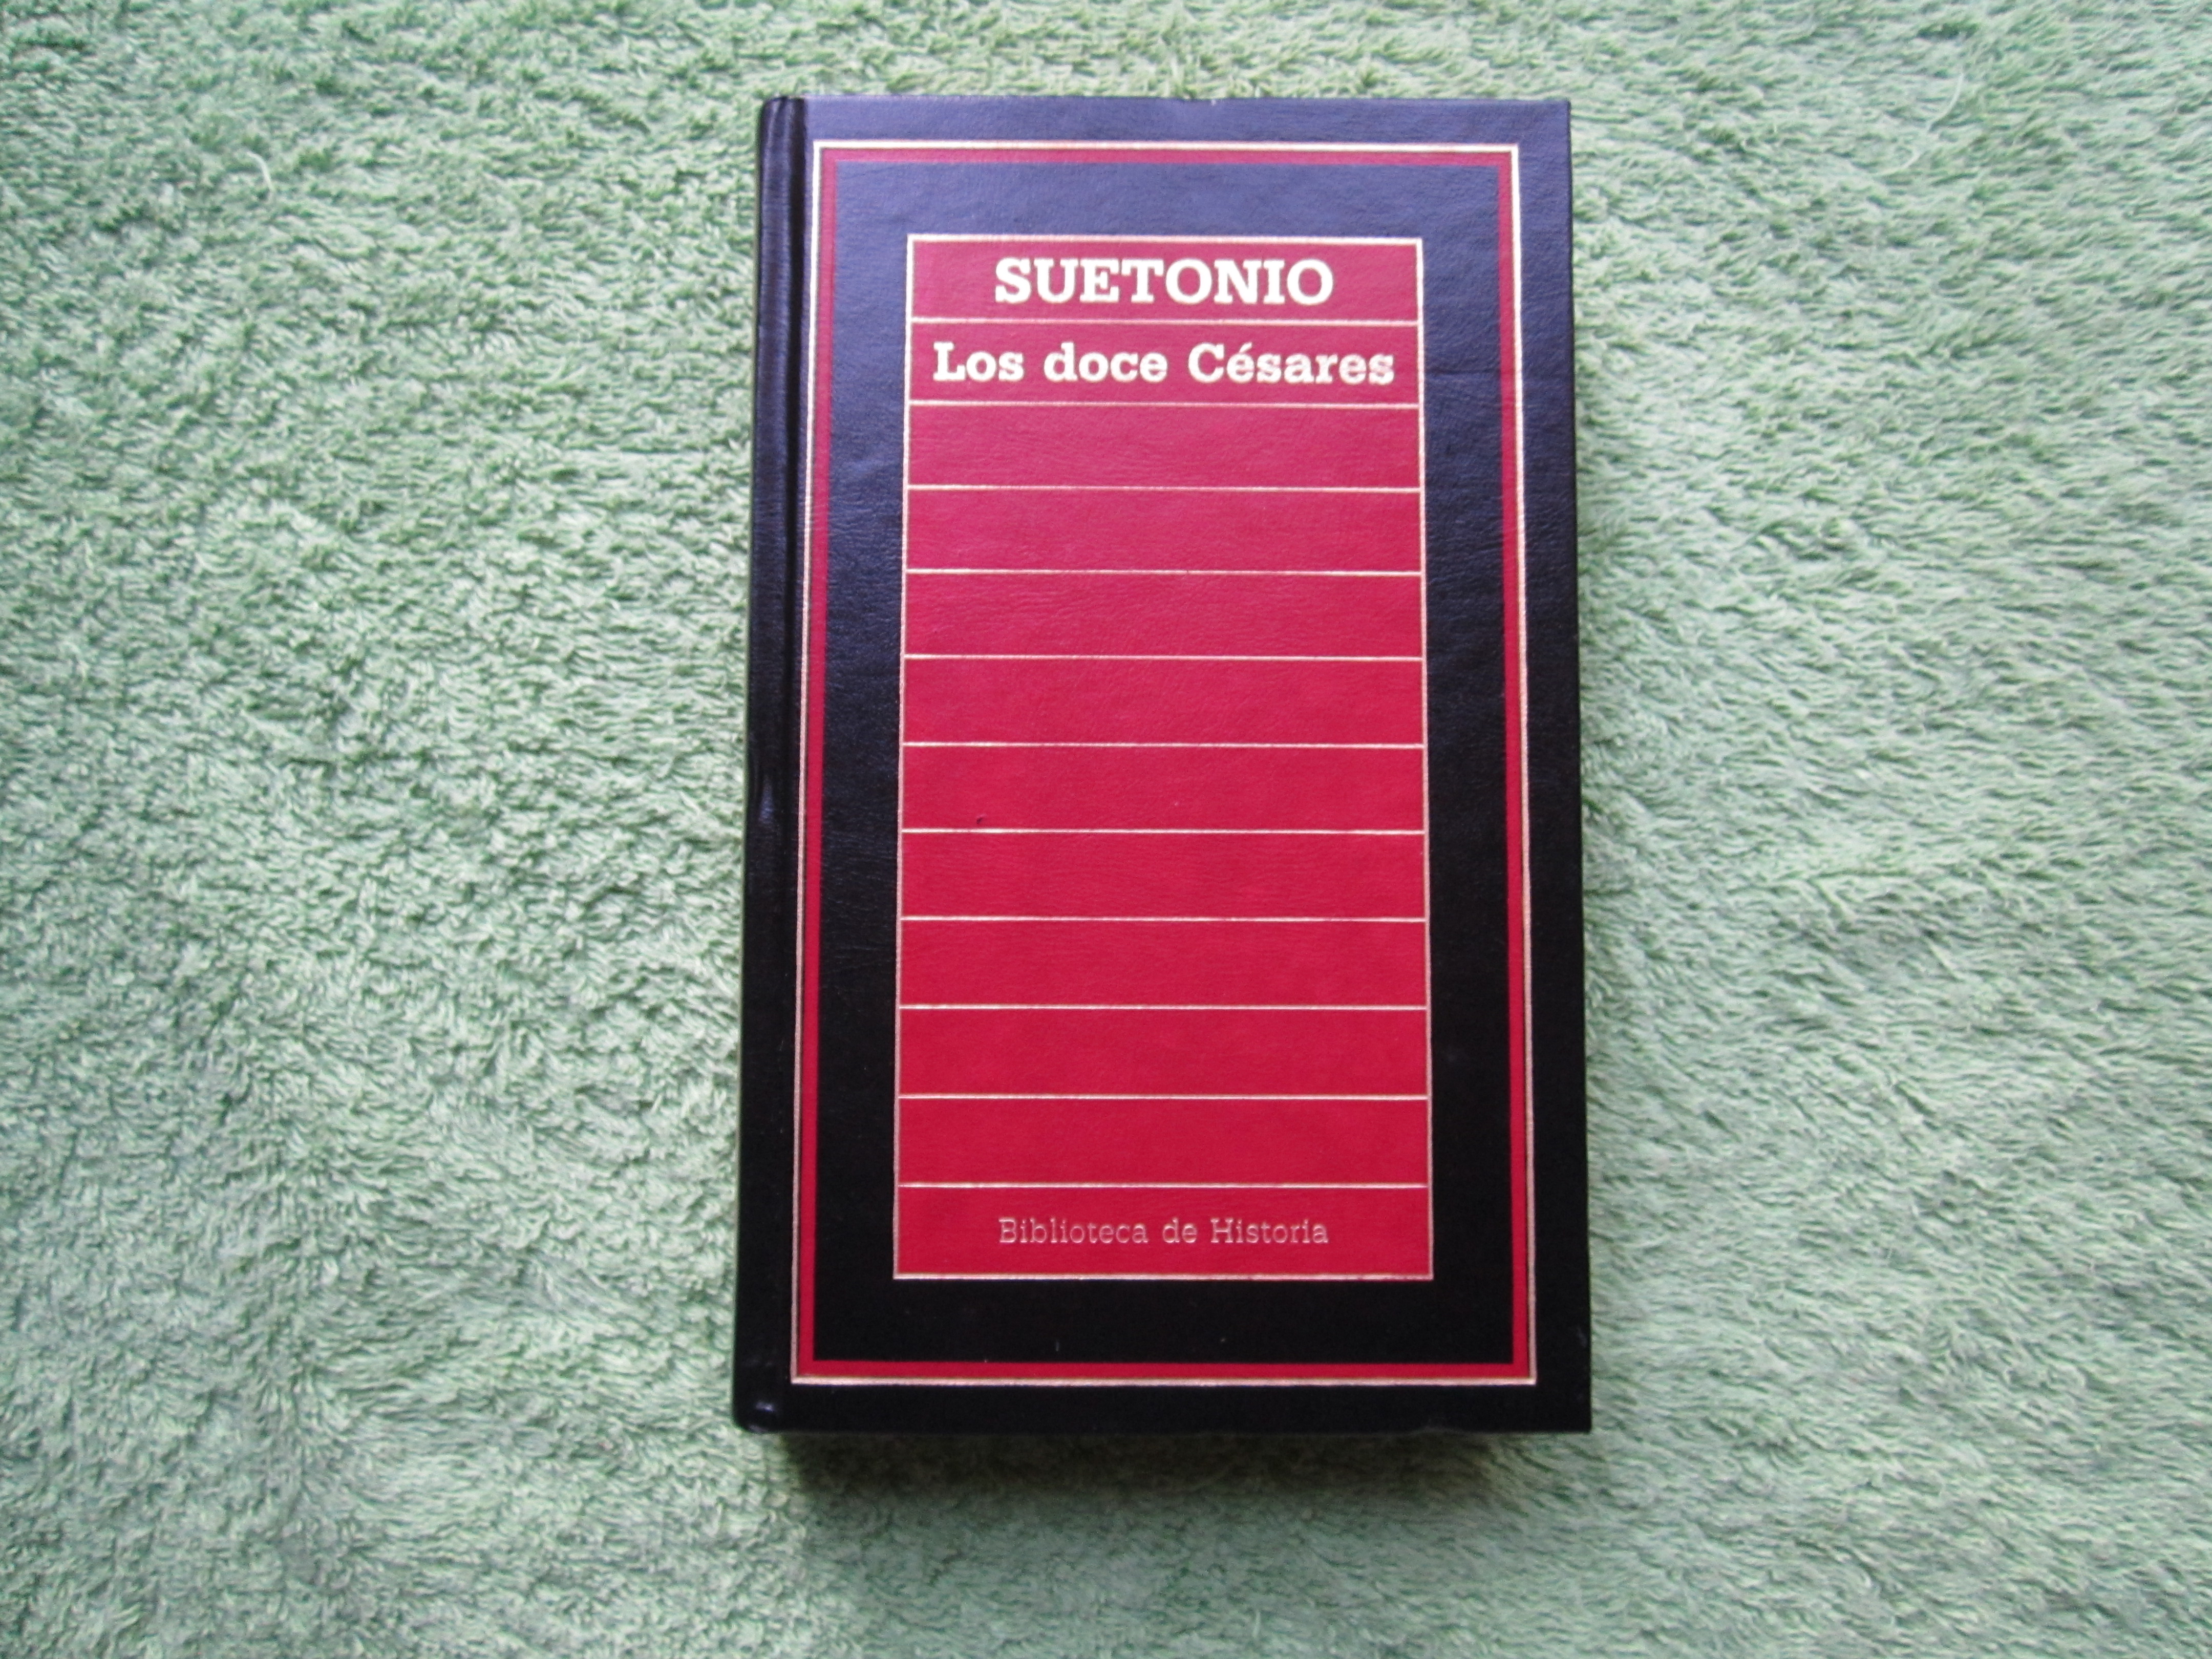 SUETONIO
Los doce Césares
Biblioteca de Historia